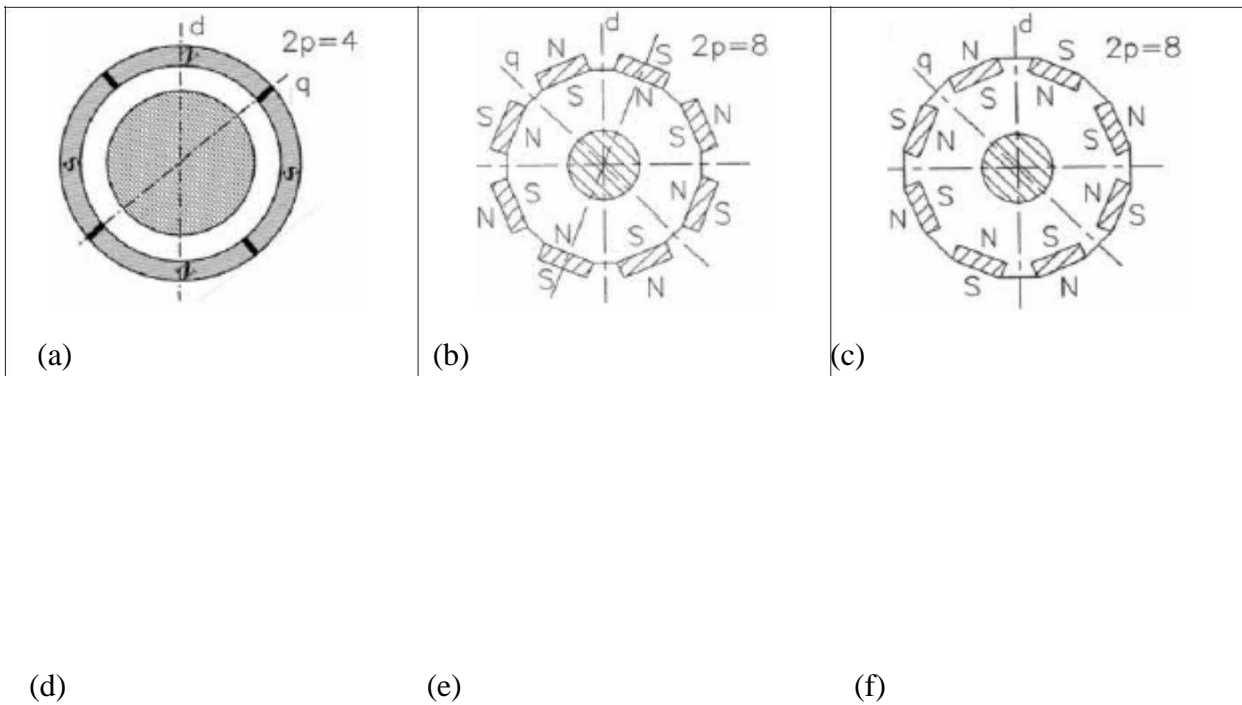 d
2p=4
N
q
S S
N
(a)
d
N S 2p=8
q
S N
S N
N S
S N
N S
N S
S N
(b)
d
N S 2p=8
q
S N
S N
N S
S N
N S
N S
S N
(c)
(d) (e) (f)